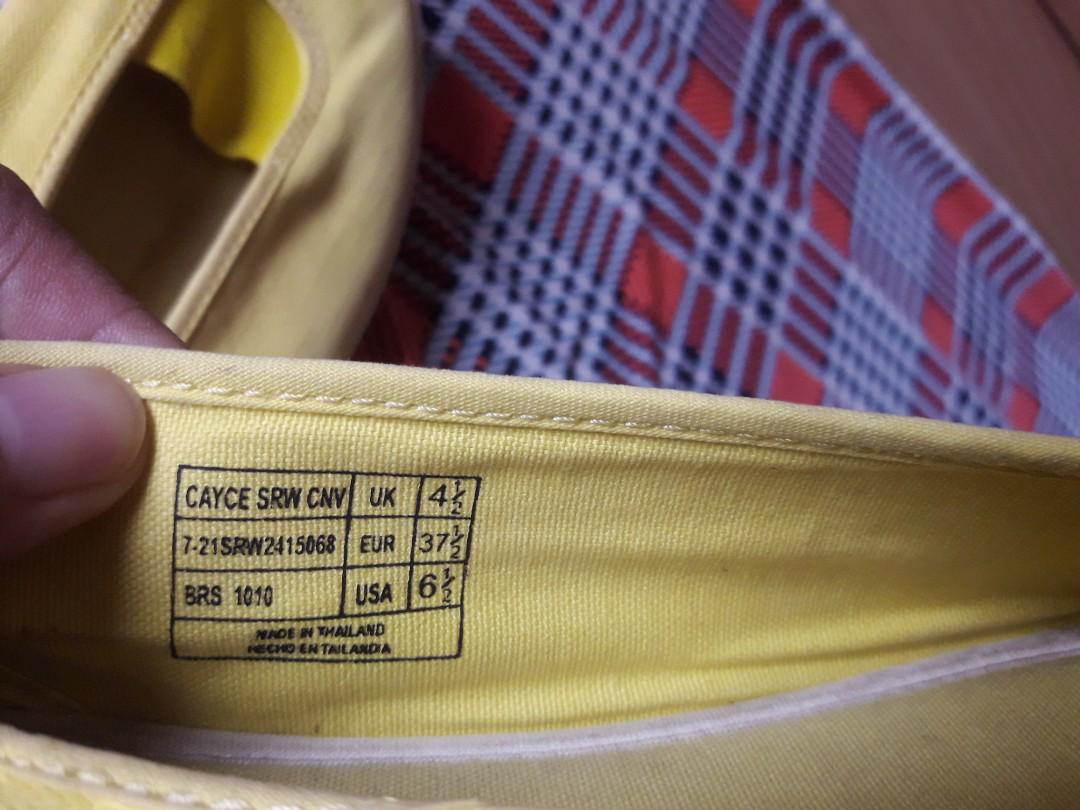 CAYCE SRW CNV UK 4½
7-21SRW2415068 EUR 37½
BRS 1010 USA 6½
MADE IN THAILAND
HECHO EN TAILANDIA